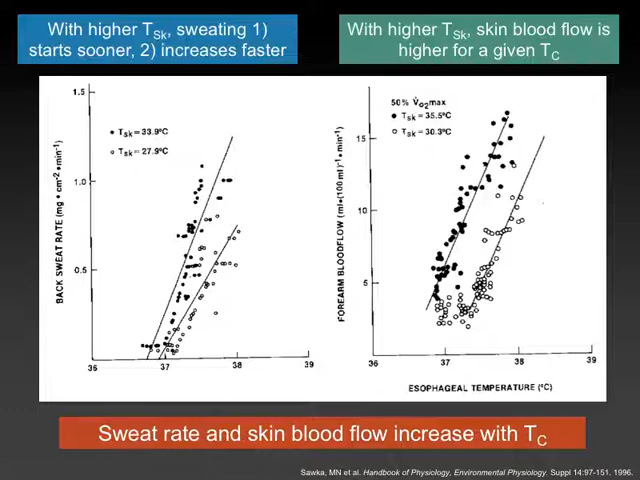 With higher TSk, sweating 1)
starts sooner, 2) increases faster
With higher TSk, skin blood flow is
higher for a given TC
BACK SWEAT RATE (mg • cm⁻² • min⁻¹)
1.5
1.0
0.5
TSk = 33.9°C
TSk = 27.9°C
36
37
38
39
FOREARM BLOODFLOW (ml • (100 ml)⁻¹ • min⁻¹)
15
10
5
50% V̇O2max
TSk = 35.5°C
TSk = 30.3°C
36
37
38
39
ESOPHAGEAL TEMPERATURE (°C)
Sweat rate and skin blood flow increase with TC
Sawka, MN et al. Handbook of Physiology, Environmental Physiology. Suppl 14:97-151, 1996.